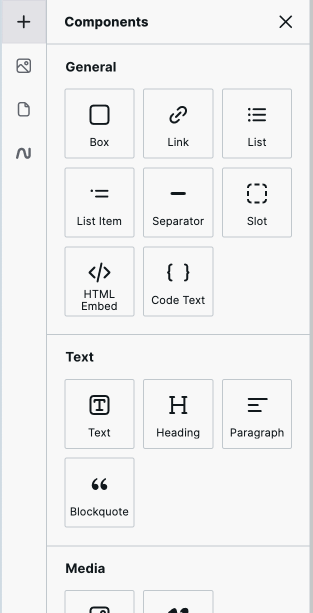 Components
General
Box
Link
List
List Item
Separator
Slot
HTML
Embed
Code Text
Text
Text
Heading
Paragraph
Blockquote
Media